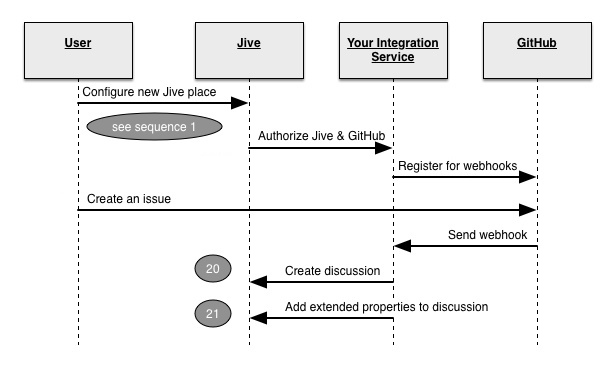 User
Jive
Your Integration
Service
GitHub
Configure new Jive place
see sequence 1
Authorize Jive & GitHub
Register for webhooks
Create an issue
Send webhook
20
Create discussion
21
Add extended properties to discussion